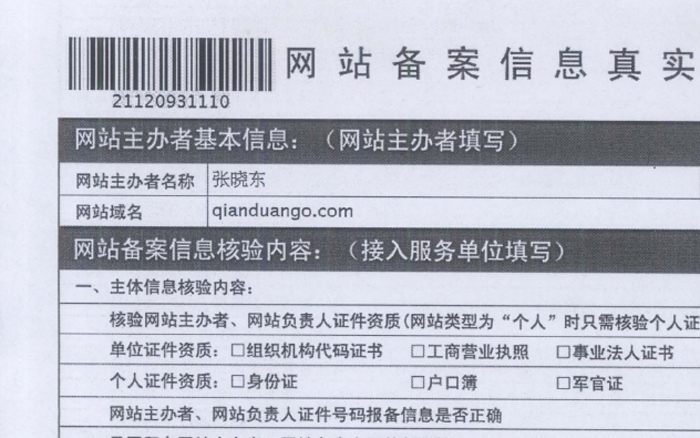 网站备案信息真实
21120931110
网站主办者基本信息：（网站主办者填写）
网站主办者名称 张晓东
网站域名 qianduango.com
网站备案信息核验内容：（接入服务单位填写）
一、主体信息核验内容：
核验网站主办者、网站负责人证件资质(网站类型为“个人”时只需核验个人证
单位证件资质：□组织机构代码证书 □工商营业执照 □事业法人证书
个人证件资质：□身份证 □户口簿 □军官证
网站主办者、网站负责人证件号码报备信息是否正确